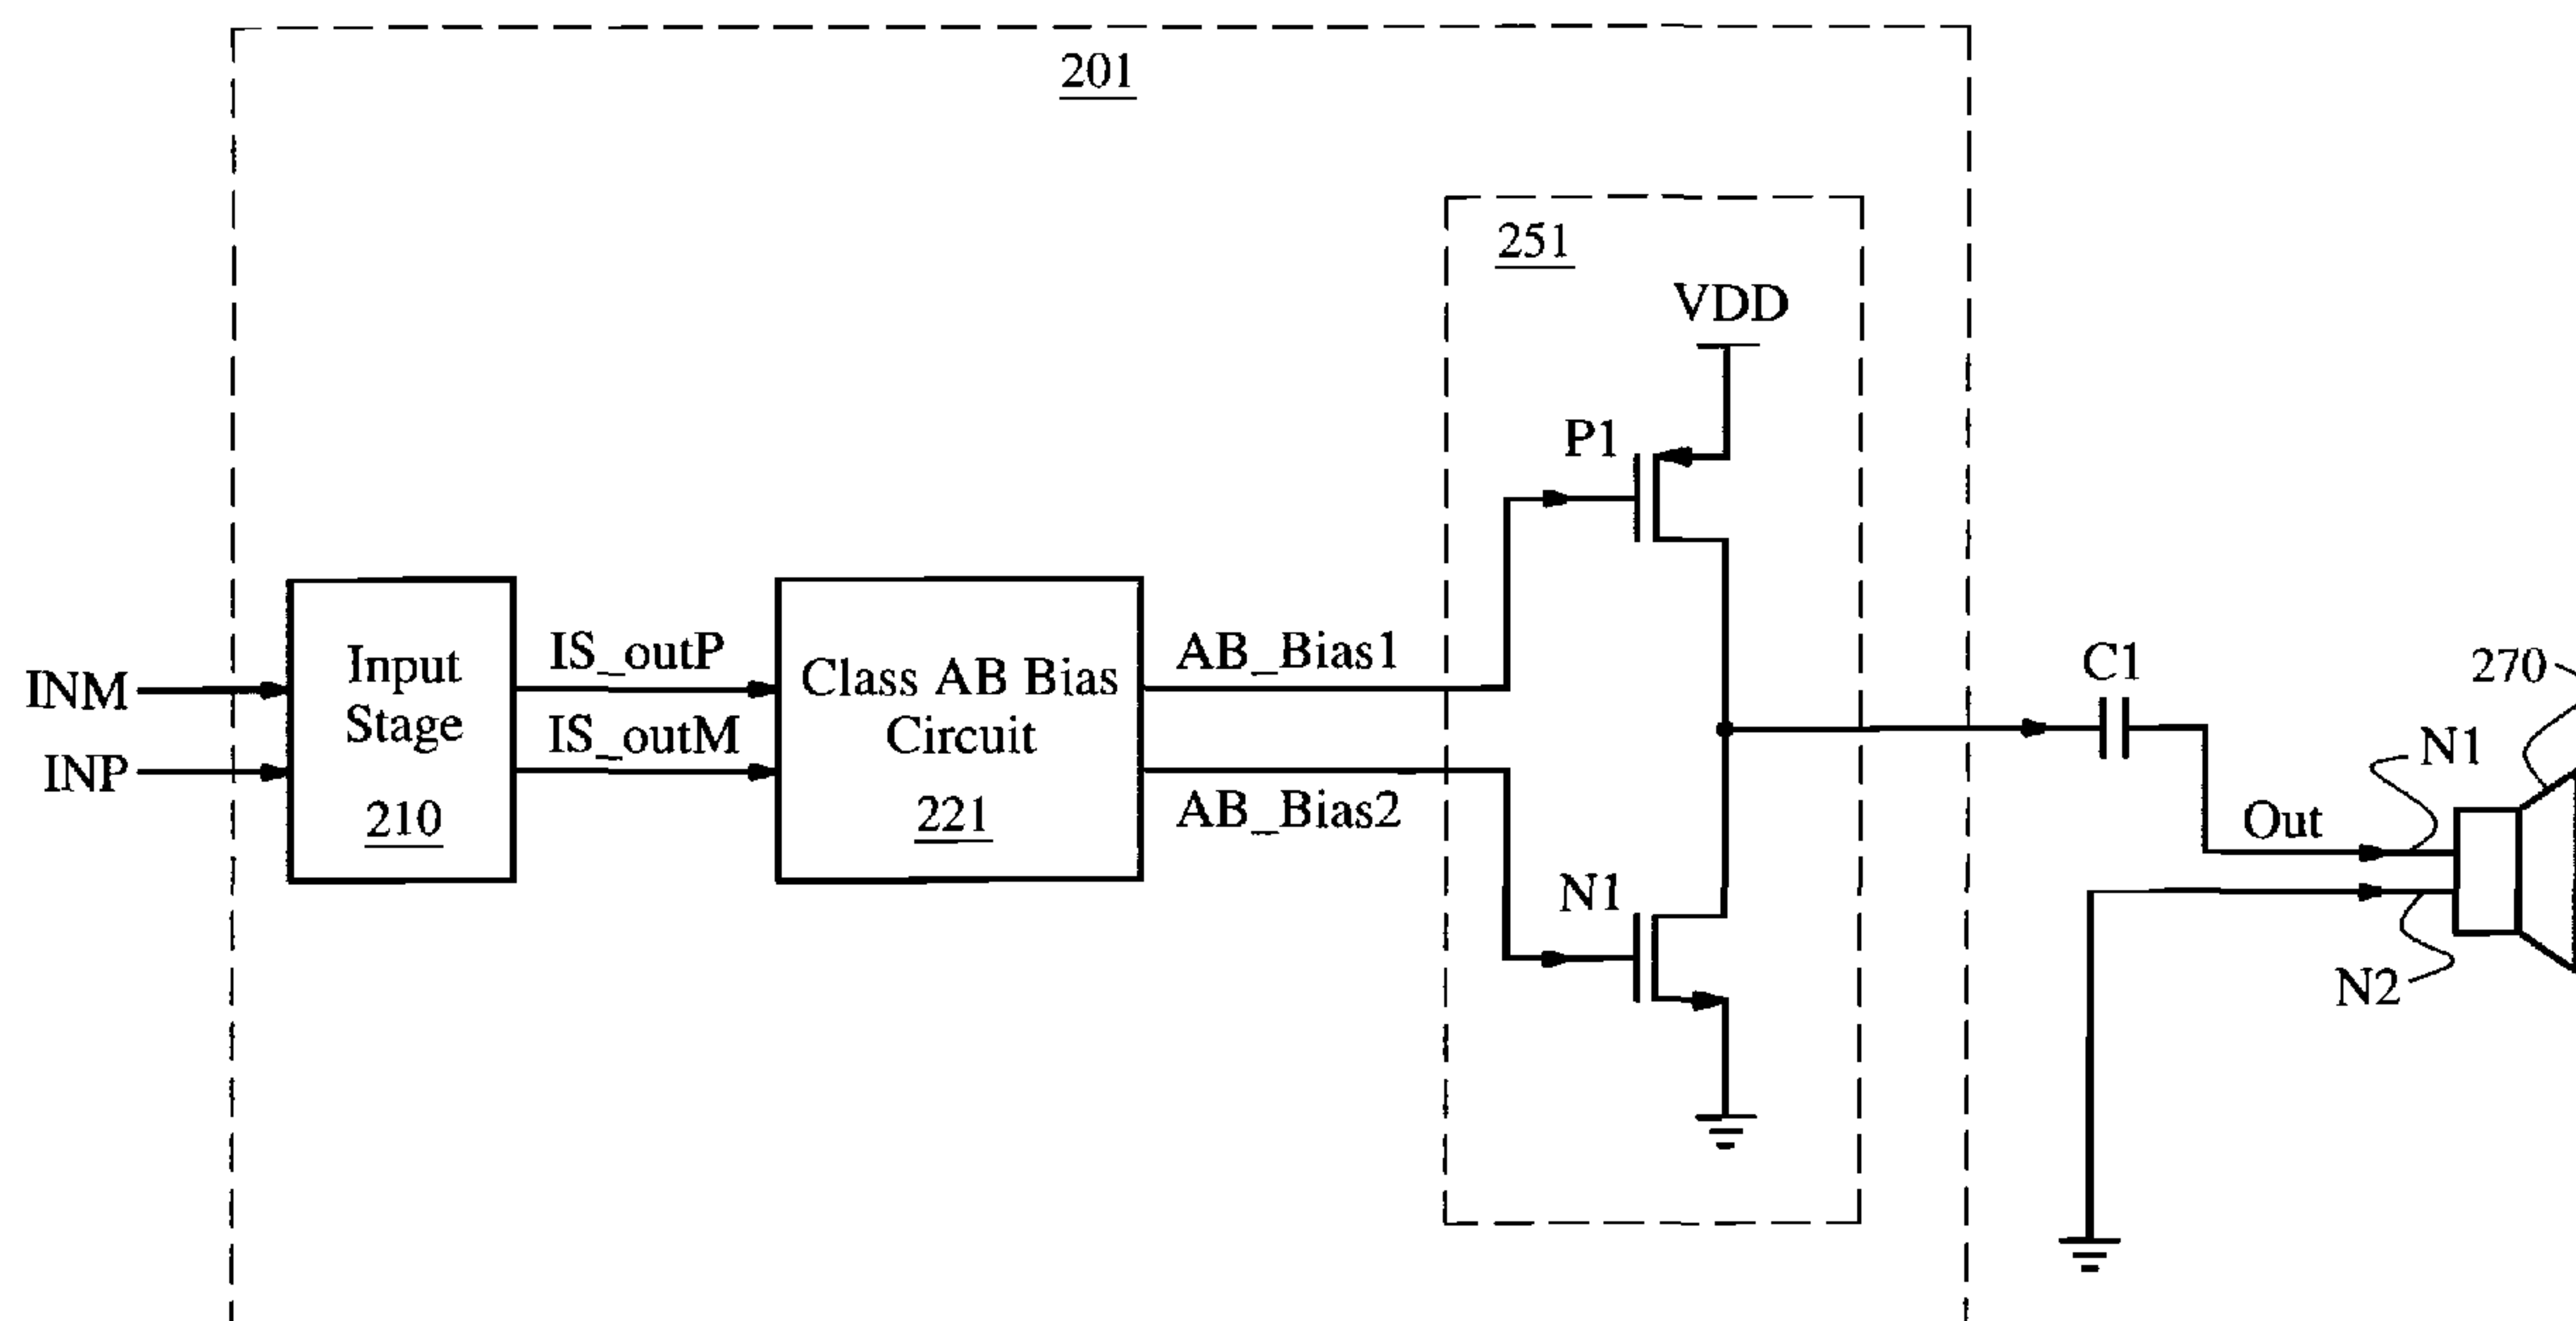 201
251
VDD
P1
INM
INP
Input
Stage
210
IS_outP
IS_outM
Class AB Bias
Circuit
221
AB_Bias1
AB_Bias2
N1
C1
270
N1
Out
N2